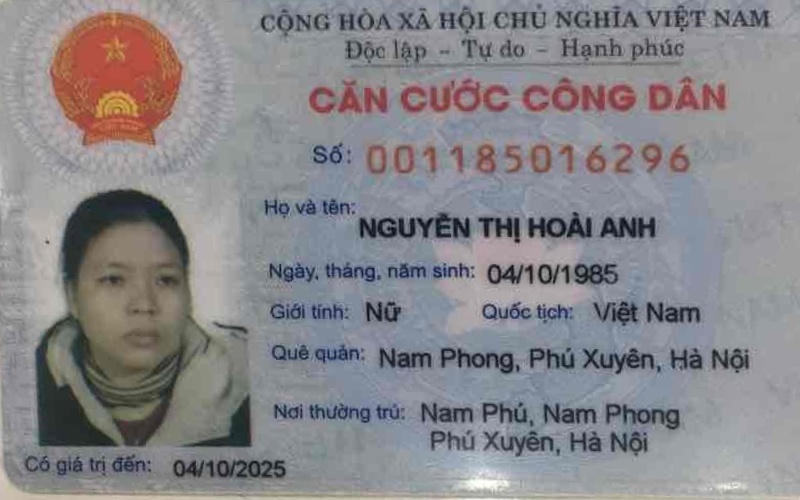 CỘNG HÒA XÃ HỘI CHỦ NGHĨA VIỆT NAM
Độc lập - Tự do - Hạnh phúc
CĂN CƯỚC CÔNG DÂN
Số: 001185016296
Họ và tên:
NGUYỄN THỊ HOÀI ANH
Ngày, tháng, năm sinh: 04/10/1985
Giới tính: Nữ Quốc tịch: Việt Nam
Quê quán: Nam Phong, Phú Xuyên, Hà Nội
Nơi thường trú: Nam Phú, Nam Phong
Phú Xuyên, Hà Nội
Có giá trị đến: 04/10/2025